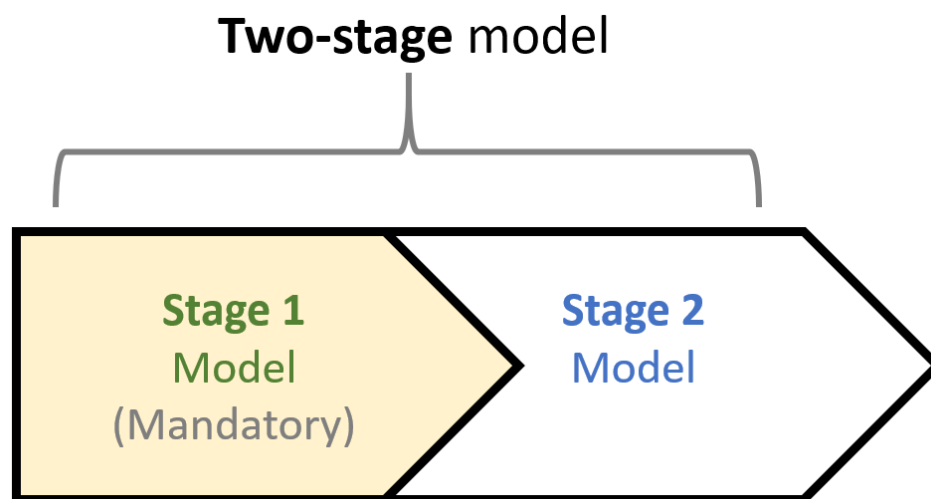 Two-stage model
Stage 1
Model
(Mandatory)
Stage 2
Model